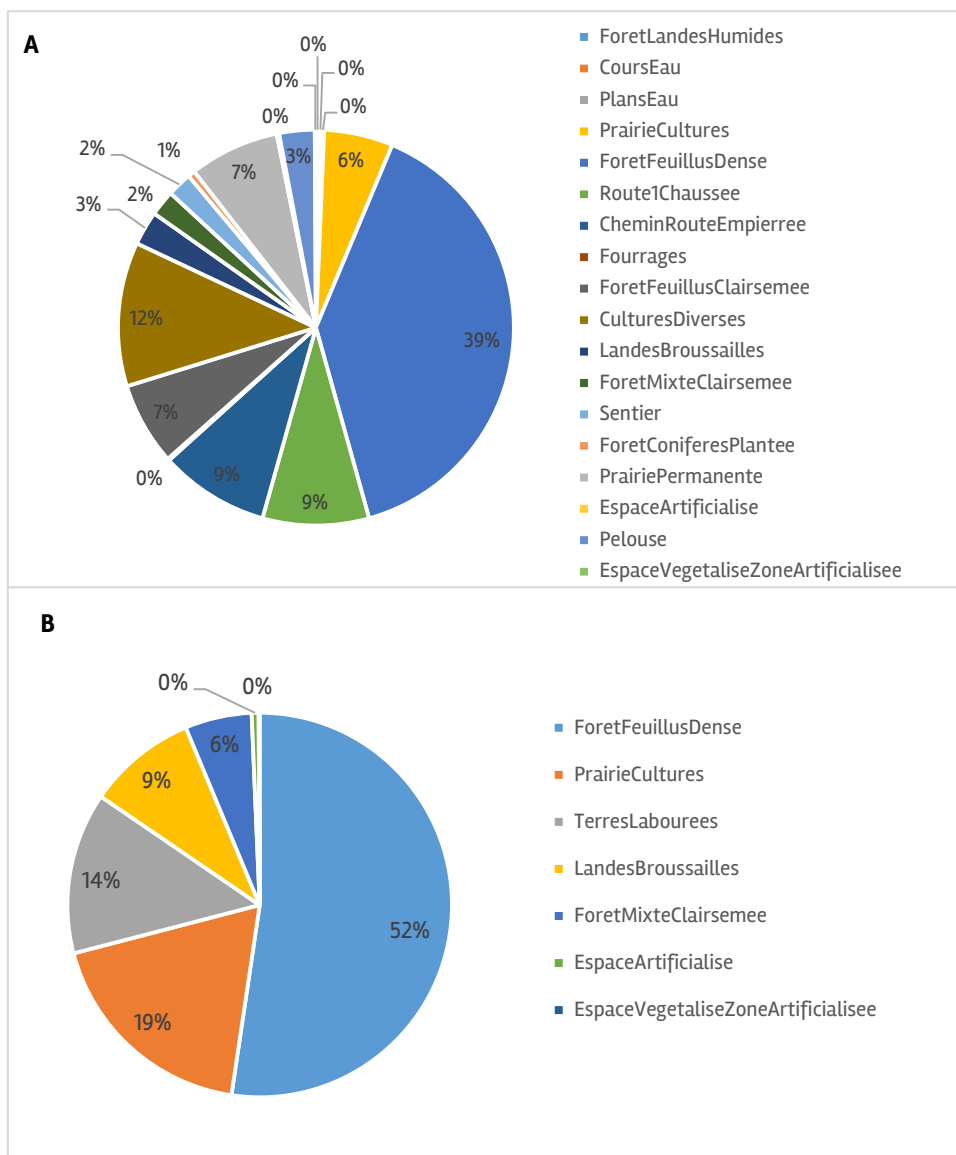 A
0%
0%
0%
0%
0%
2%
1%
7%
3%
6%
3%
2%
12%
39%
7%
0%
9%
9%
ForetLandesHumides
CoursEau
PlansEau
PrairieCultures
ForetFeuillusDense
Route1Chaussee
CheminRouteEmpierree
Fourrages
ForetFeuillusClairsemee
CulturesDiverses
LandesBroussailles
ForetMixteClairsemee
Sentier
ForetConiferesPlantee
PrairiePermanente
EspaceArtificialise
Pelouse
EspaceVegetaliseZoneArtificialisee
B
0%
0%
6%
9%
14%
52%
19%
ForetFeuillusDense
PrairieCultures
TerresLabourees
LandesBroussailles
ForetMixteClairsemee
EspaceArtificialise
EspaceVegetaliseZoneArtificialisee